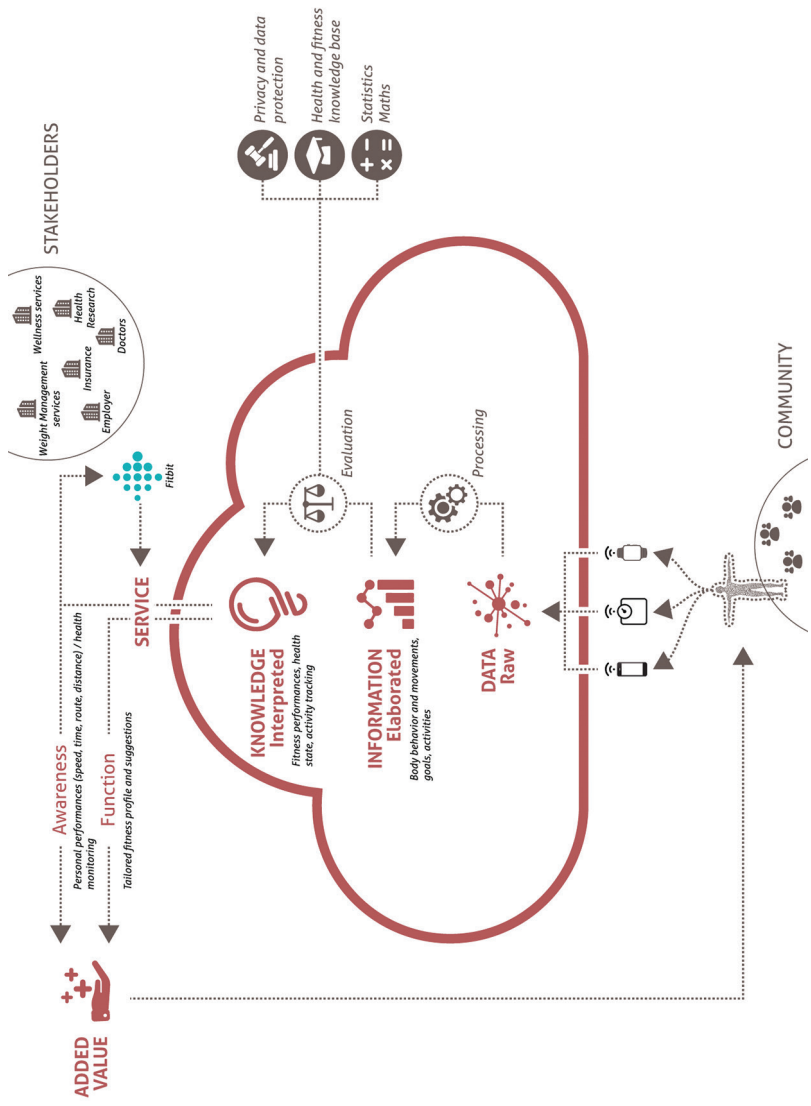 STAKEHOLDERS
Weight Management
services
Wellness services
Employer
Insurance
Health
Research
Doctors
Fitbit
Privacy and data
protection
Health and fitness
knowledge base
Statistics
Maths
ADDED
VALUE
Awareness
Personal performances (speed, time, route, distance) / health
monitoring
Function
Tailored fitness profile and suggestions
SERVICE
KNOWLEDGE
Interpreted
Fitness performances, health
state, activity tracking
Evaluation
INFORMATION
Elaborated
Body behavior and movements,
goals, activities
Processing
DATA
Raw
COMMUNITY